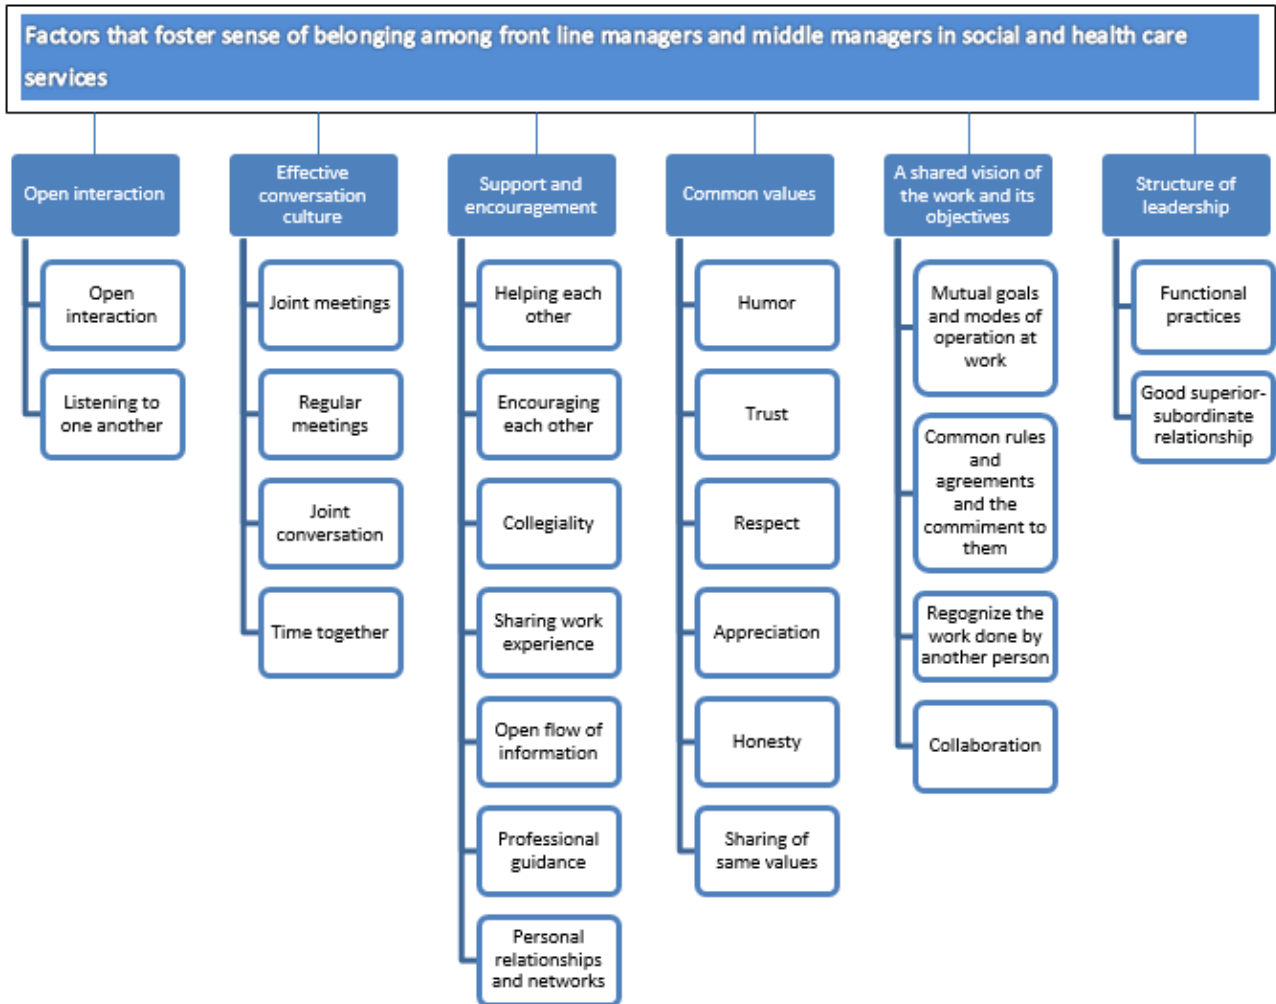 Factors that foster sense of belonging among front line managers and middle managers in social and health care
services
Open interaction
Open
interaction
Listening to
one another
Effective
conversation
culture
Joint meetings
Regular
meetings
Joint
conversation
Time together
Support and
encouragement
Helping each
other
Encouraging
each other
Collegiality
Sharing work
experience
Open flow of
information
Professional
guidance
Personal
relationships
and networks
Common values
Humor
Trust
Respect
Appreciation
Honesty
Sharing of
same values
A shared vision of
the work and its
objectives
Mutual goals
and modes of
operation at
work
Common rules
and
agreements
and the
commiment to
them
Regognize the
work done by
another person
Collaboration
Structure of
leadership
Functional
practices
Good superior-
subordinate
relationship